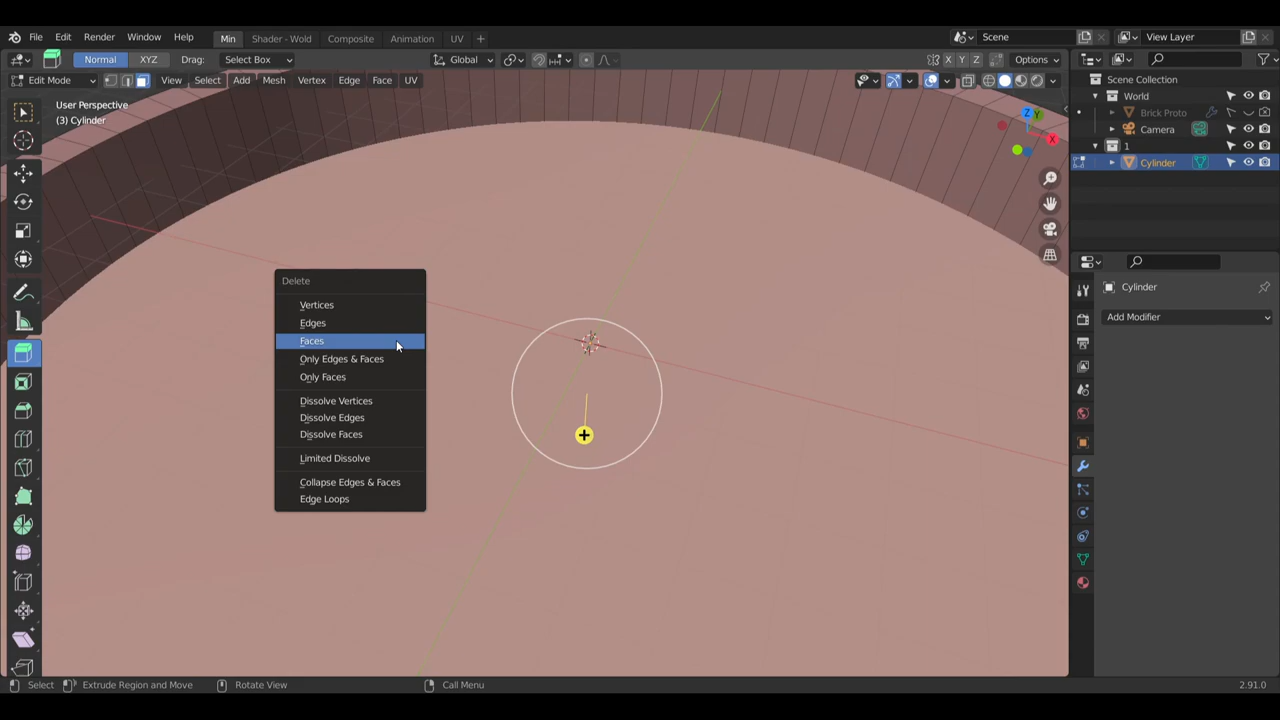 File Edit Render Window Help
Min Shader - Wold Composite Animation UV
Scene
View Layer
Normal XYZ Drag: Select Box
Global
X Y Z Options
Edit Mode View Select Add Mesh Vertex Edge Face UV
User Perspective
(3) Cylinder
Z Y
X
Delete
Vertices
Edges
Faces
Only Edges & Faces
Only Faces
Dissolve Vertices
Dissolve Edges
Dissolve Faces
Limited Dissolve
Collapse Edges & Faces
Edge Loops
Scene Collection
World
Brick Proto
Camera
1
Cylinder
Cylinder
Add Modifier
Select Extrude Region and Move Rotate View Call Menu 2.91.0